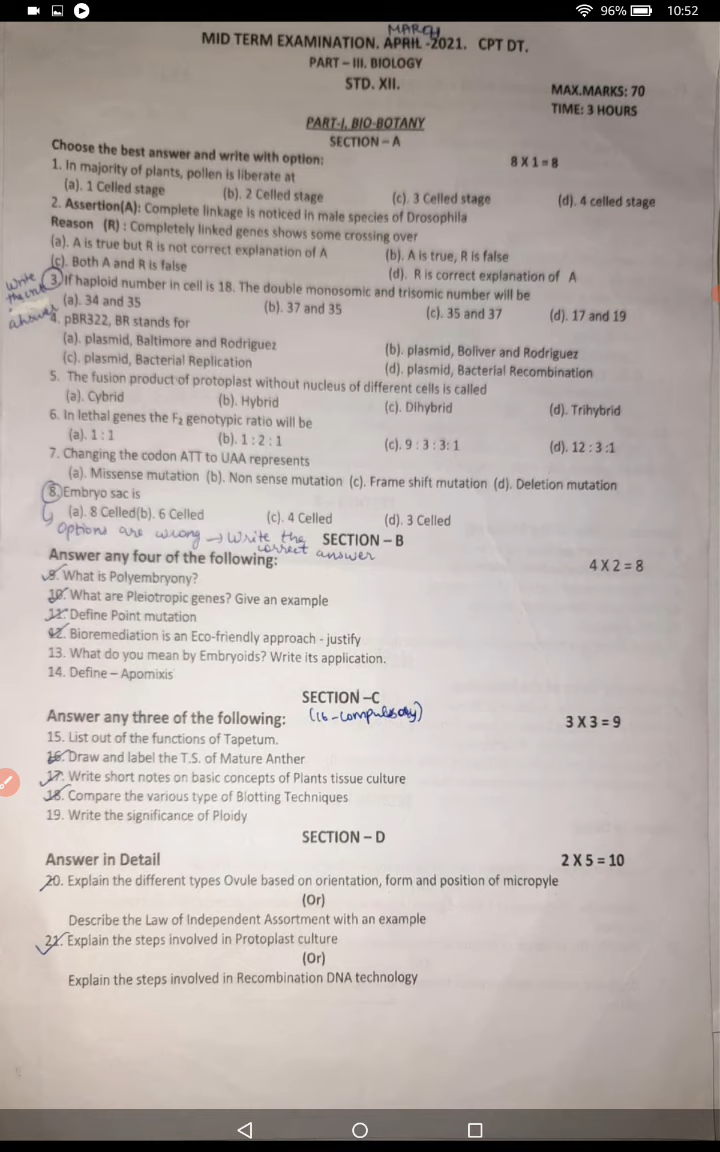 96% 10:52
MARCH
MID TERM EXAMINATION. APRIL -2021. CPT DT.
PART – III. BIOLOGY
STD. XII.
MAX.MARKS: 70
TIME: 3 HOURS
PART-I. BIO-BOTANY
SECTION – A
Choose the best answer and write with option: 8 X 1 = 8
1. In majority of plants, pollen is liberate at
(a). 1 Celled stage (b). 2 Celled stage (c). 3 Celled stage (d). 4 celled stage
2. Assertion(A): Complete linkage is noticed in male species of Drosophila
Reason (R) : Completely linked genes shows some crossing over
(a). A is true but R is not correct explanation of A (b). A is true, R is false
(c). Both A and R is false (d). R is correct explanation of A
Write
3. If haploid number in cell is 18. The double monosomic and trisomic number will be
(a). 34 and 35 (b). 37 and 35 (c). 35 and 37 (d). 17 and 19
answer
4. pBR322, BR stands for
(a). plasmid, Baltimore and Rodriguez (b). plasmid, Boliver and Rodriguez
(c). plasmid, Bacterial Replication (d). plasmid, Bacterial Recombination
5. The fusion product of protoplast without nucleus of different cells is called
(a). Cybrid (b). Hybrid (c). Dihybrid (d). Trihybrid
6. In lethal genes the F₂ genotypic ratio will be
(a). 1 : 1 (b). 1 : 2 : 1 (c). 9 : 3 : 3: 1 (d). 12 : 3 :1
7. Changing the codon ATT to UAA represents
(a). Missense mutation (b). Non sense mutation (c). Frame shift mutation (d). Deletion mutation
8. Embryo sac is
(a). 8 Celled(b). 6 Celled (c). 4 Celled (d). 3 Celled
Options are wrong → Write the correct answer
SECTION – B
Answer any four of the following: 4 X 2 = 8
9. What is Polyembryony?
10. What are Pleiotropic genes? Give an example
11. Define Point mutation
12. Bioremediation is an Eco-friendly approach - justify
13. What do you mean by Embryoids? Write its application.
14. Define – Apomixis
SECTION –C
Answer any three of the following: (16 – compulsory) 3 X 3 = 9
15. List out of the functions of Tapetum.
16. Draw and label the T.S. of Mature Anther
17. Write short notes on basic concepts of Plants tissue culture
18. Compare the various type of Blotting Techniques
19. Write the significance of Ploidy
SECTION – D
Answer in Detail 2 X 5 = 10
20. Explain the different types Ovule based on orientation, form and position of micropyle
(Or)
Describe the Law of Independent Assortment with an example
21. Explain the steps involved in Protoplast culture
(Or)
Explain the steps involved in Recombination DNA technology